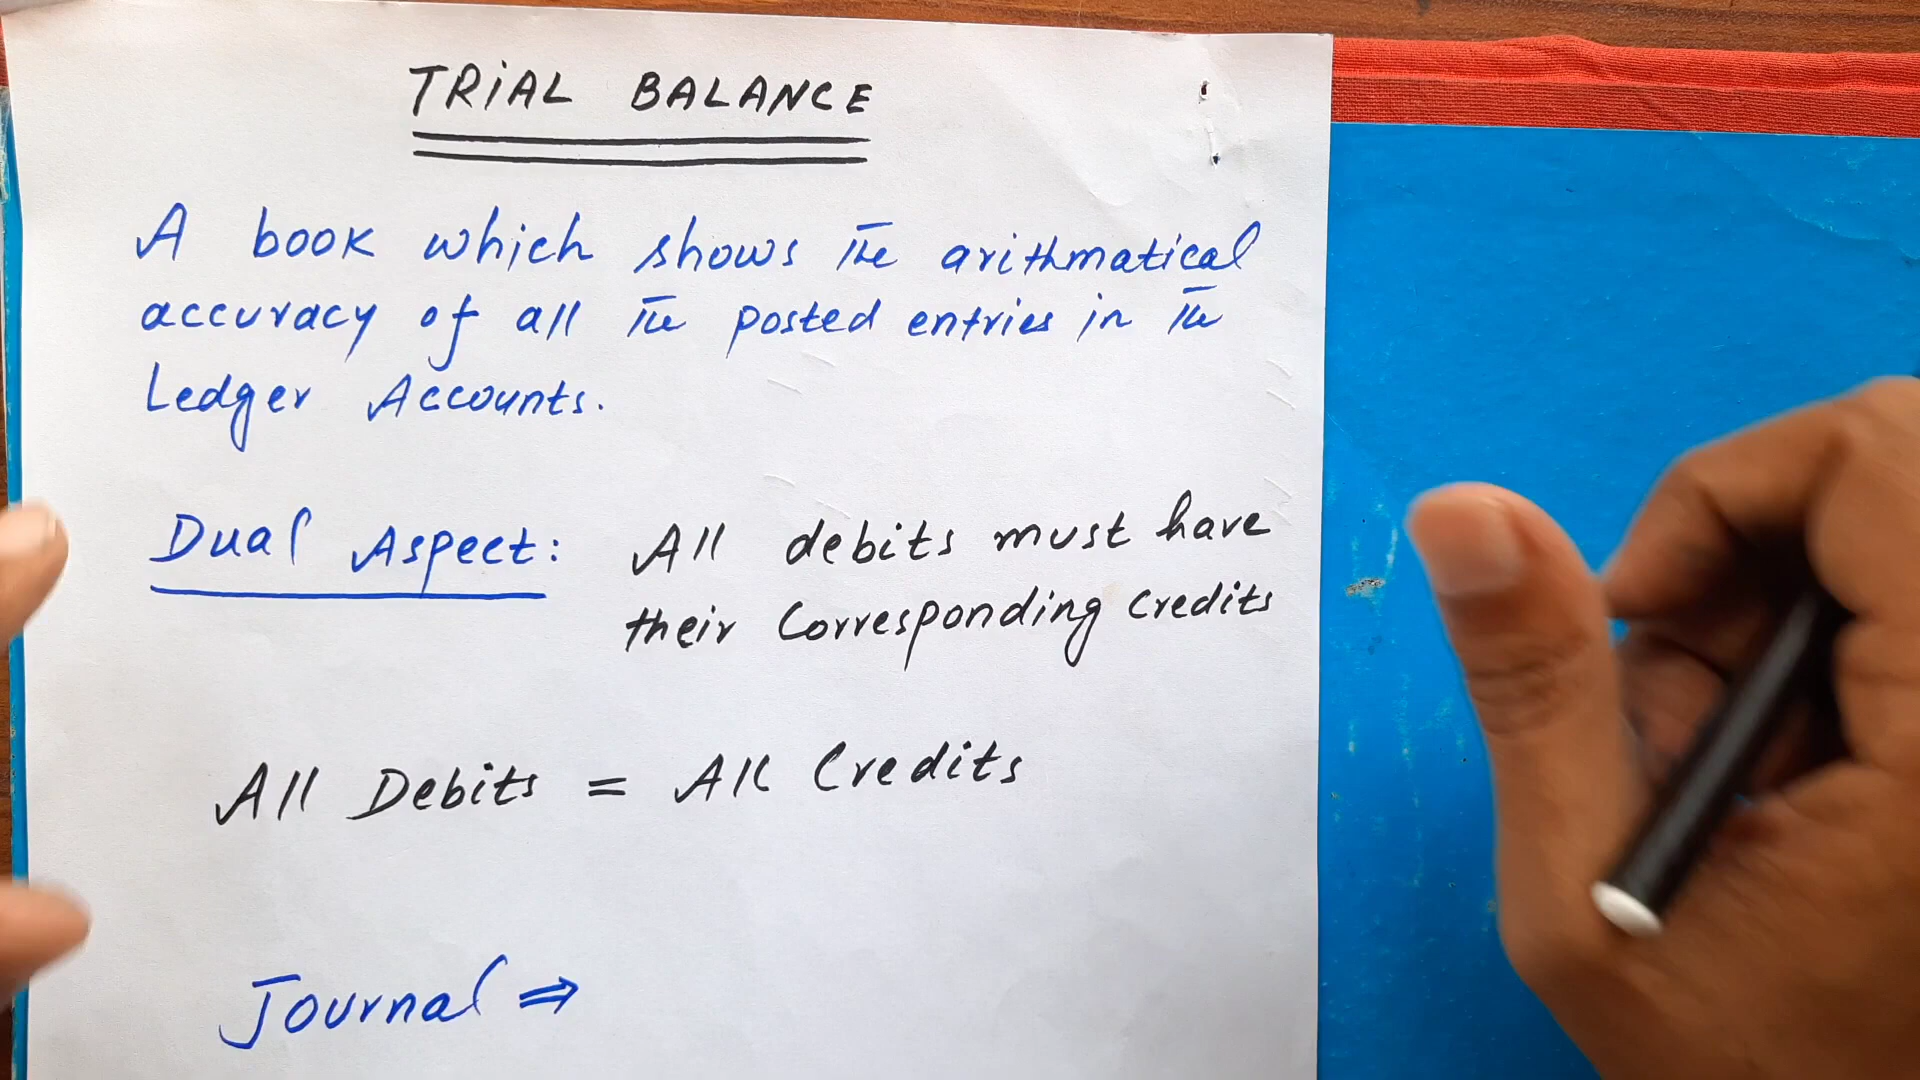 TRiAL BALANCE
A book which shows the arithmatical
accuracy of all the posted entries in the
Ledger Accounts.
Dual Aspect: All debits must have
their Corresponding Credits
All Debits = All Credits
Journal ⇒